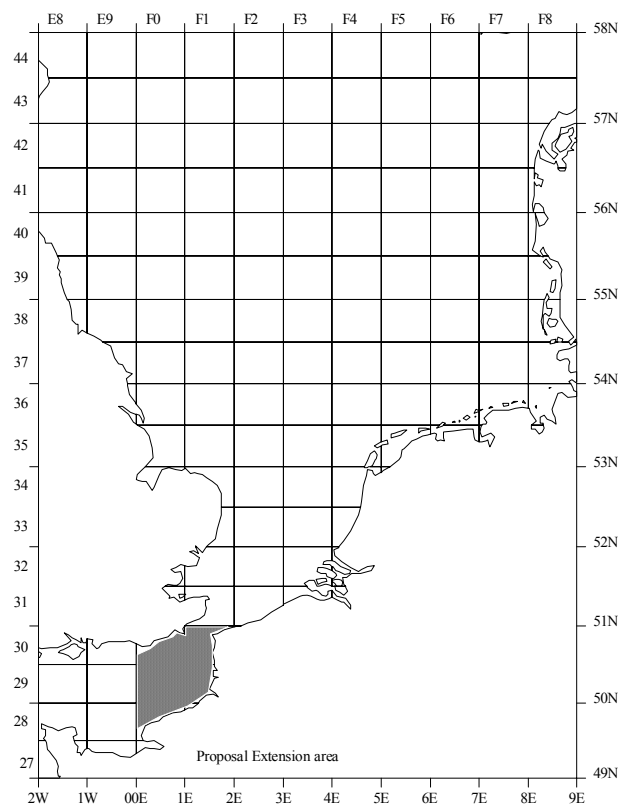 E8 E9 F0 F1 F2 F3 F4 F5 F6 F7 F8
58N
44
43
57N
42
41
56N
40
39
55N
38
37
54N
36
35
53N
34
33
52N
32
31
51N
30
29
50N
28
Proposal Extension area
27
49N
2W 1W 00E 1E 2E 3E 4E 5E 6E 7E 8E 9E